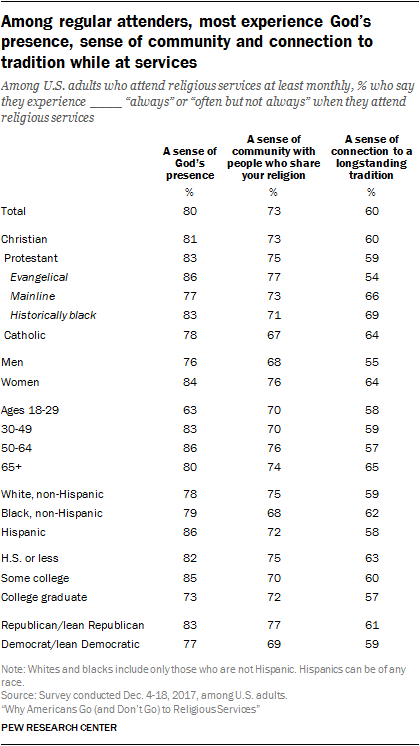 Among regular attenders, most experience God's
presence, sense of community and connection to
tradition while at services
Among U.S. adults who attend religious services at least monthly, % who say
they experience ____ “always” or “often but not always” when they attend
religious services
A sense of God's presence A sense of community with people who share your religion A sense of connection to a longstanding tradition
% % %
Total 80 73 60
Christian 81 73 60
Protestant 83 75 59
Evangelical 86 77 54
Mainline 77 73 66
Historically black 83 71 69
Catholic 78 67 64
Men 76 68 55
Women 84 76 64
Ages 18-29 63 70 58
30-49 83 70 59
50-64 86 76 57
65+ 80 74 65
White, non-Hispanic 78 75 59
Black, non-Hispanic 79 68 62
Hispanic 86 72 58
H.S. or less 82 75 63
Some college 85 70 60
College graduate 73 72 57
Republican/lean Republican 83 77 61
Democrat/lean Democratic 77 69 59
Note: Whites and blacks include only those who are not Hispanic. Hispanics can be of any
race.
Source: Survey conducted Dec. 4-18, 2017, among U.S. adults.
“Why Americans Go (and Don't Go) to Religious Services”
PEW RESEARCH CENTER